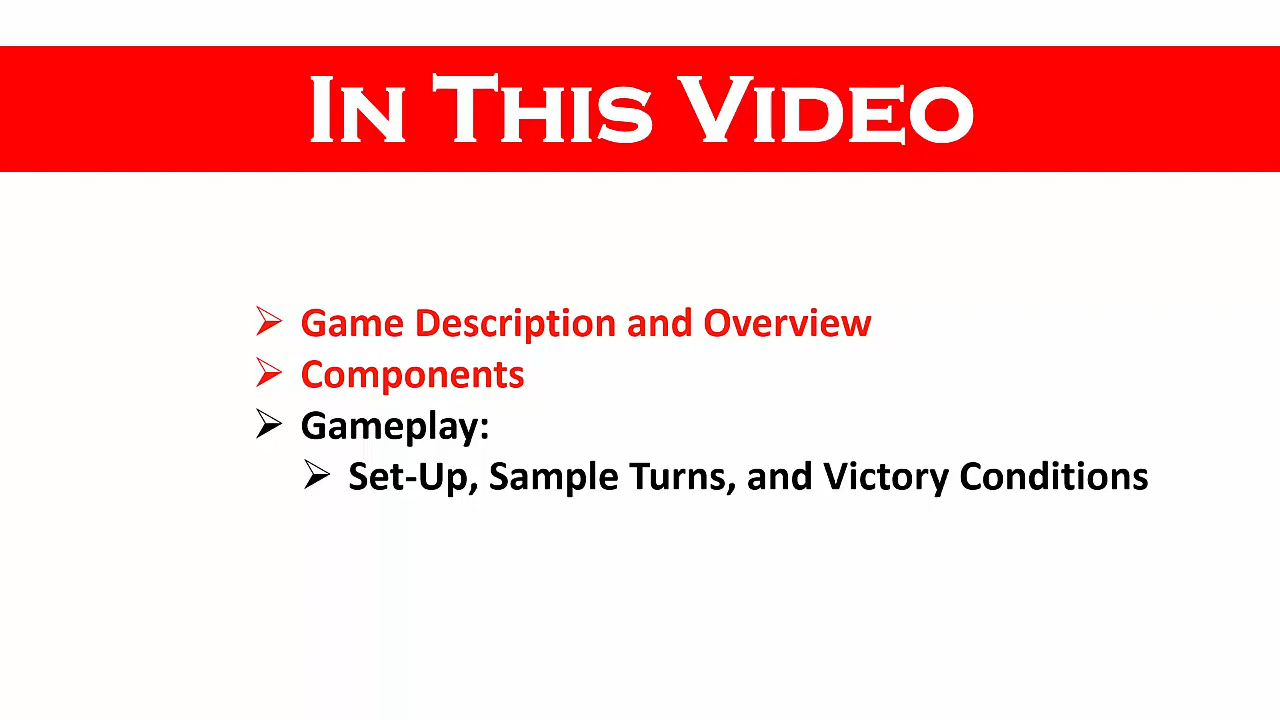 In This Video
Game Description and Overview
Components
Gameplay:
Set-Up, Sample Turns, and Victory Conditions